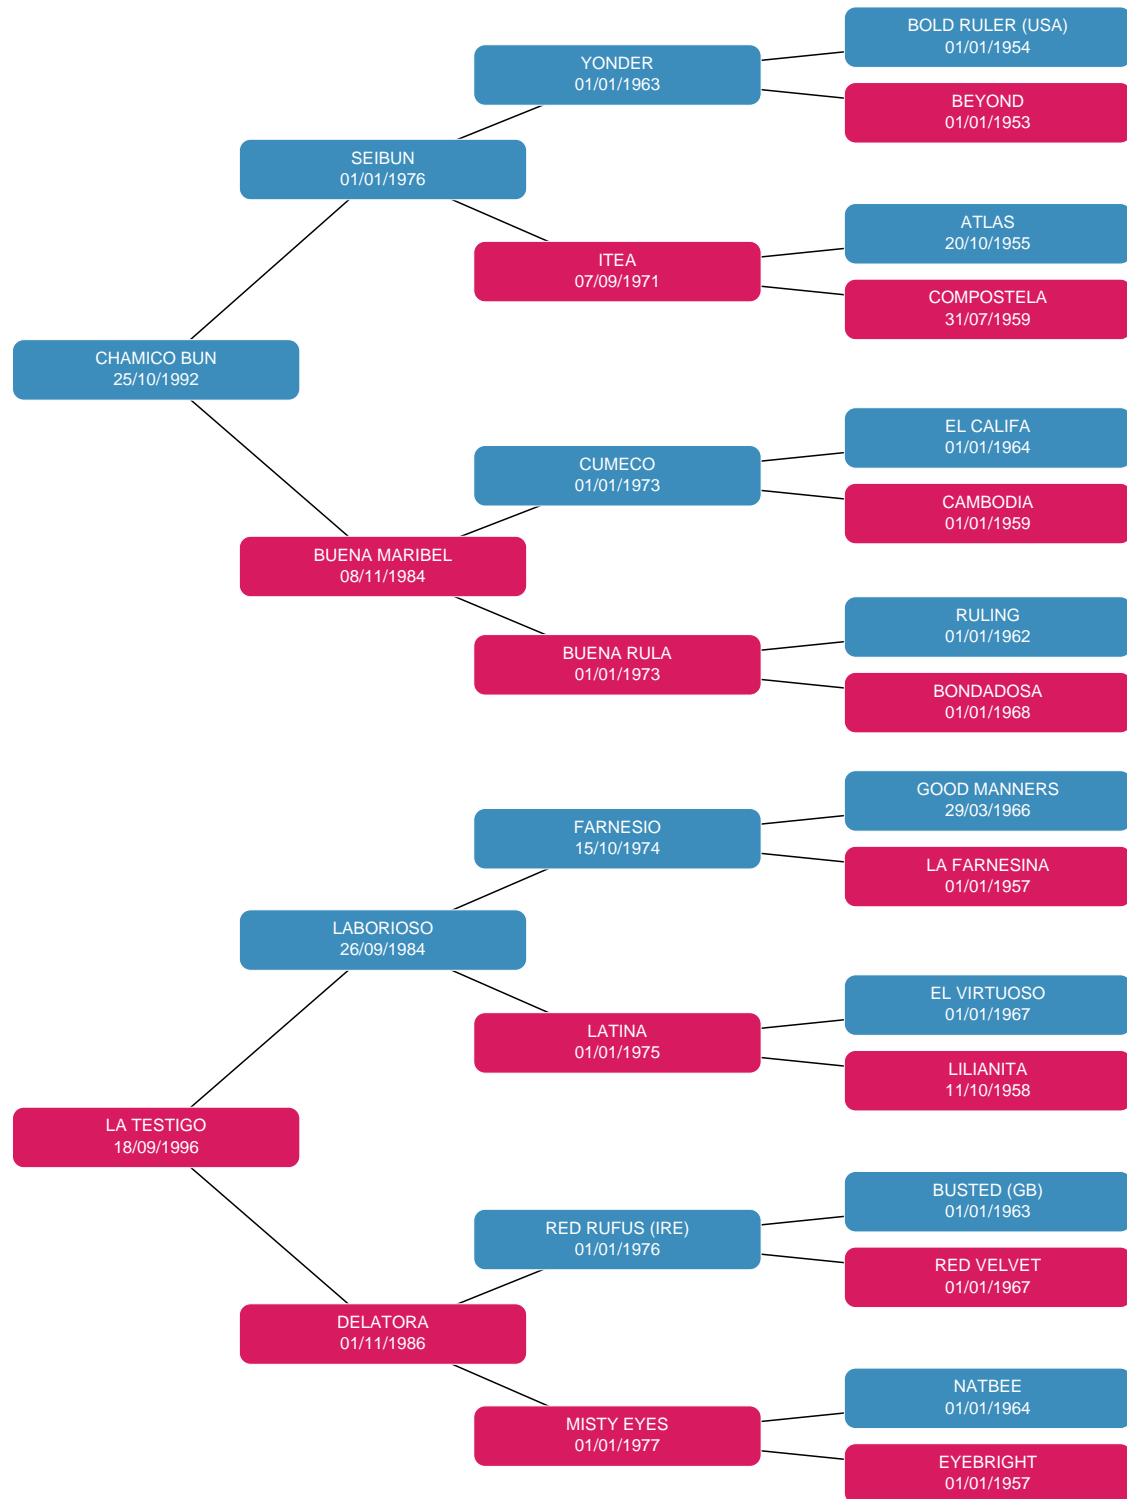 BOLD RULER (USA)
01/01/1954
YONDER
01/01/1963
BEYOND
01/01/1953
SEIBUN
01/01/1976
ATLAS
20/10/1955
ITEA
07/09/1971
COMPOSTELA
31/07/1959
CHAMICO BUN
25/10/1992
EL CALIFA
01/01/1964
CUMECO
01/01/1973
CAMBODIA
01/01/1959
BUENA MARIBEL
08/11/1984
RULING
01/01/1962
BUENA RULA
01/01/1973
BONDADOSA
01/01/1968
GOOD MANNERS
29/03/1966
FARNESIO
15/10/1974
LA FARNESINA
01/01/1957
LABORIOSO
26/09/1984
EL VIRTUOSO
01/01/1967
LATINA
01/01/1975
LILIANITA
11/10/1958
LA TESTIGO
18/09/1996
BUSTED (GB)
01/01/1963
RED RUFUS (IRE)
01/01/1976
RED VELVET
01/01/1967
DELATORA
01/11/1986
NATBEE
01/01/1964
MISTY EYES
01/01/1977
EYEBRIGHT
01/01/1957